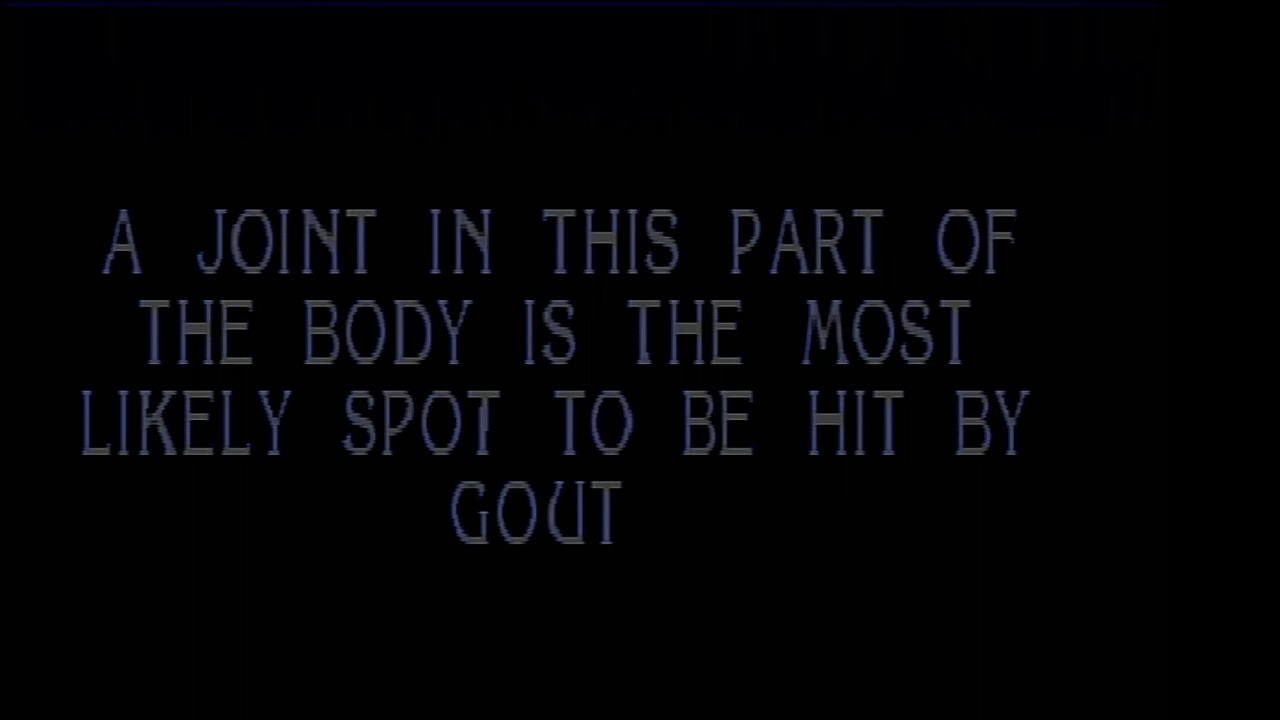 A JOINT IN THIS PART OF
THE BODY IS THE MOST
LIKELY SPOT TO BE HIT BY
GOUT